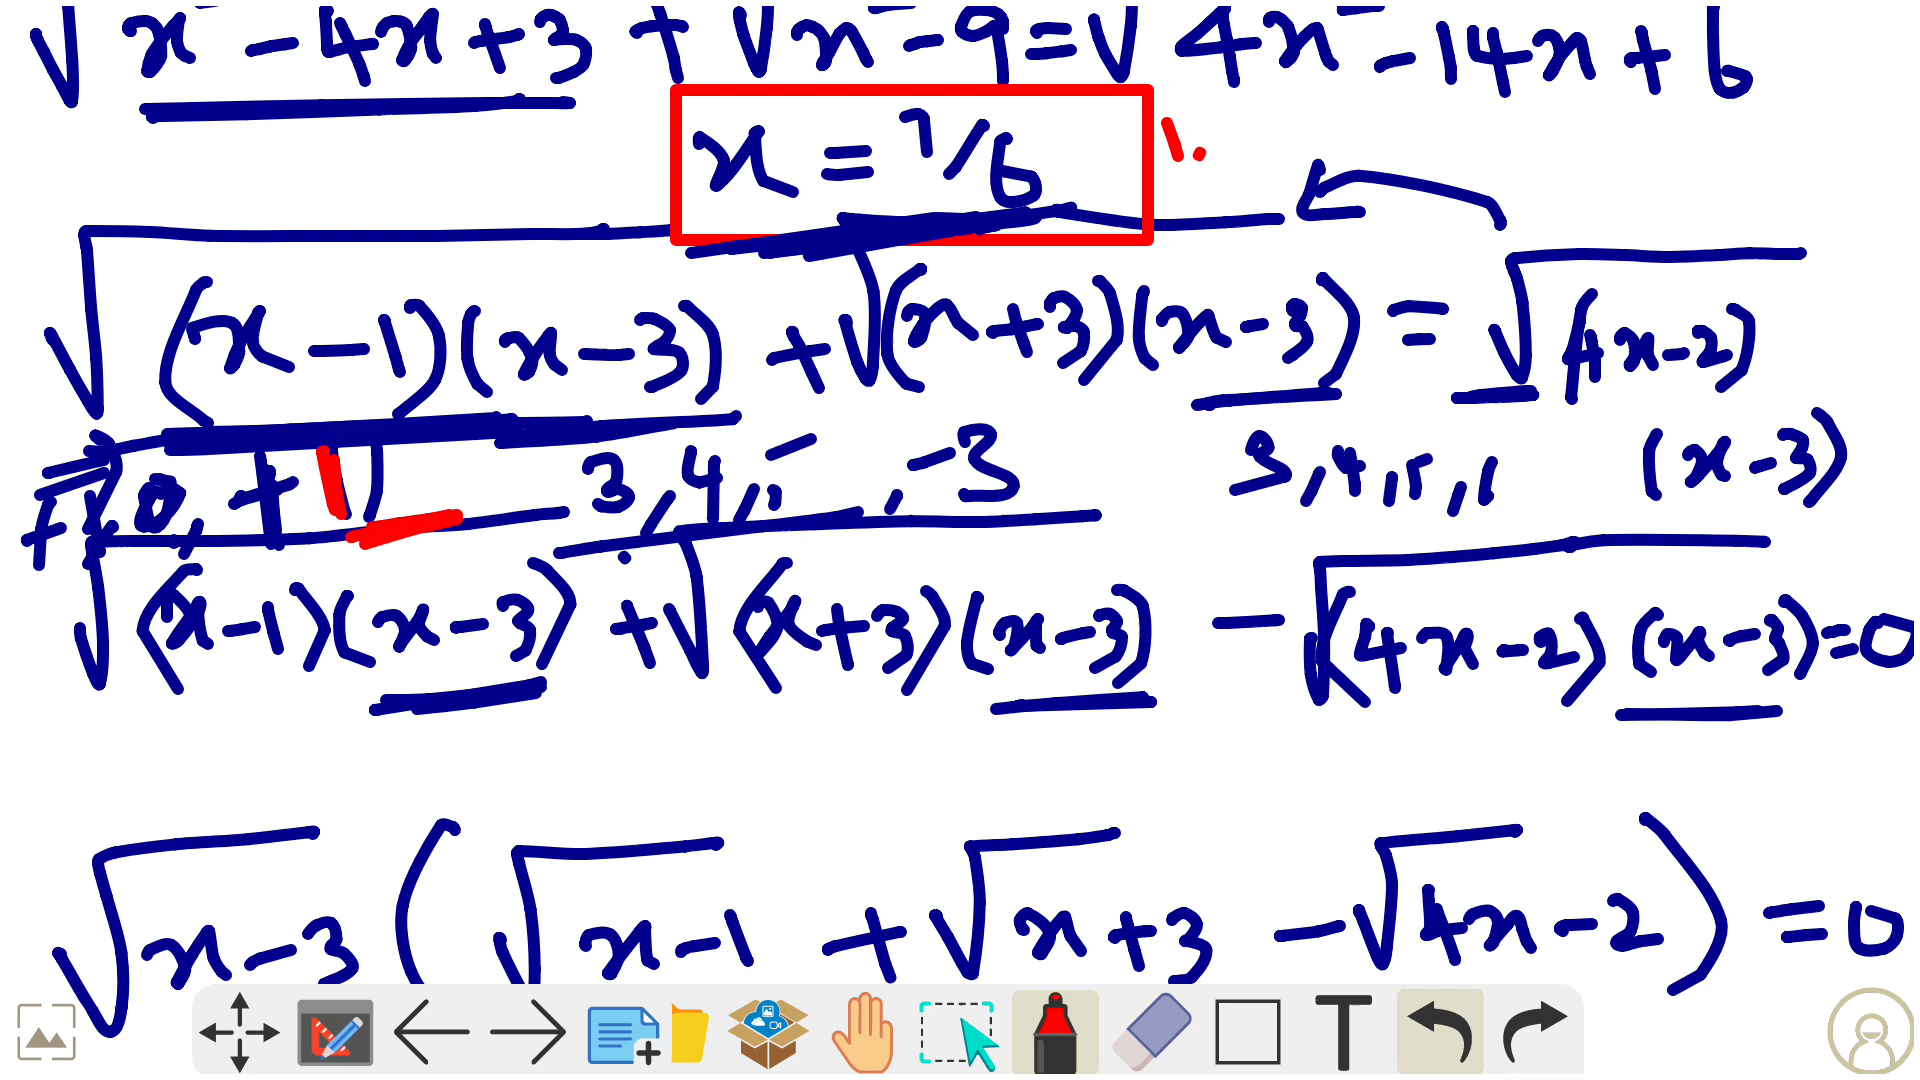 √x² - 4x + 3 + √x² - 9 = √4x² - 14x + 6
x = 7/6
√(x - 1)(x - 3) + √(x + 3)(x - 3) = √(4x - 2)
(x - 3)
3, 4, 5, 1
√(x - 1)(x - 3) + √(x + 3)(x - 3) - √(4x - 2)(x - 3) = 0
√x - 3 (√x - 1 + √x + 3 - √4x - 2) = 0